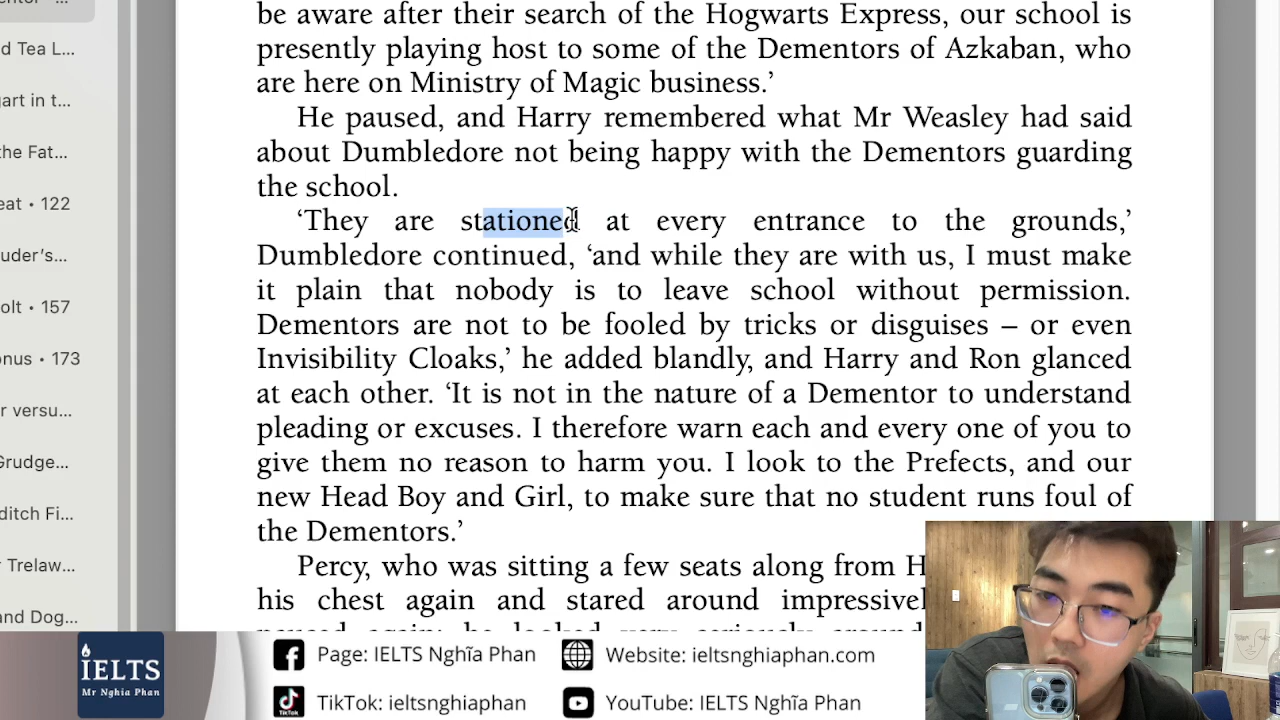 d Tea L...
gart in t...
the Fat...
eat • 122
uder's...
olt • 157
onus • 173
r versu...
Grudge...
ditch Fi...
r Trelaw...
and Dog...
be aware after their search of the Hogwarts Express, our school is
presently playing host to some of the Dementors of Azkaban, who
are here on Ministry of Magic business.'
He paused, and Harry remembered what Mr Weasley had said
about Dumbledore not being happy with the Dementors guarding
the school.
'They are stationed at every entrance to the grounds,'
Dumbledore continued, 'and while they are with us, I must make
it plain that nobody is to leave school without permission.
Dementors are not to be fooled by tricks or disguises – or even
Invisibility Cloaks,' he added blandly, and Harry and Ron glanced
at each other. 'It is not in the nature of a Dementor to understand
pleading or excuses. I therefore warn each and every one of you to
give them no reason to harm you. I look to the Prefects, and our
new Head Boy and Girl, to make sure that no student runs foul of
the Dementors.'
Percy, who was sitting a few seats along from H
his chest again and stared around impressivel
IELTS
Mr Nghia Phan
Page: IELTS Nghĩa Phan
Website: ieltsnghiaphan.com
TikTok: ieltsnghiaphan
YouTube: IELTS Nghĩa Phan
TikTok